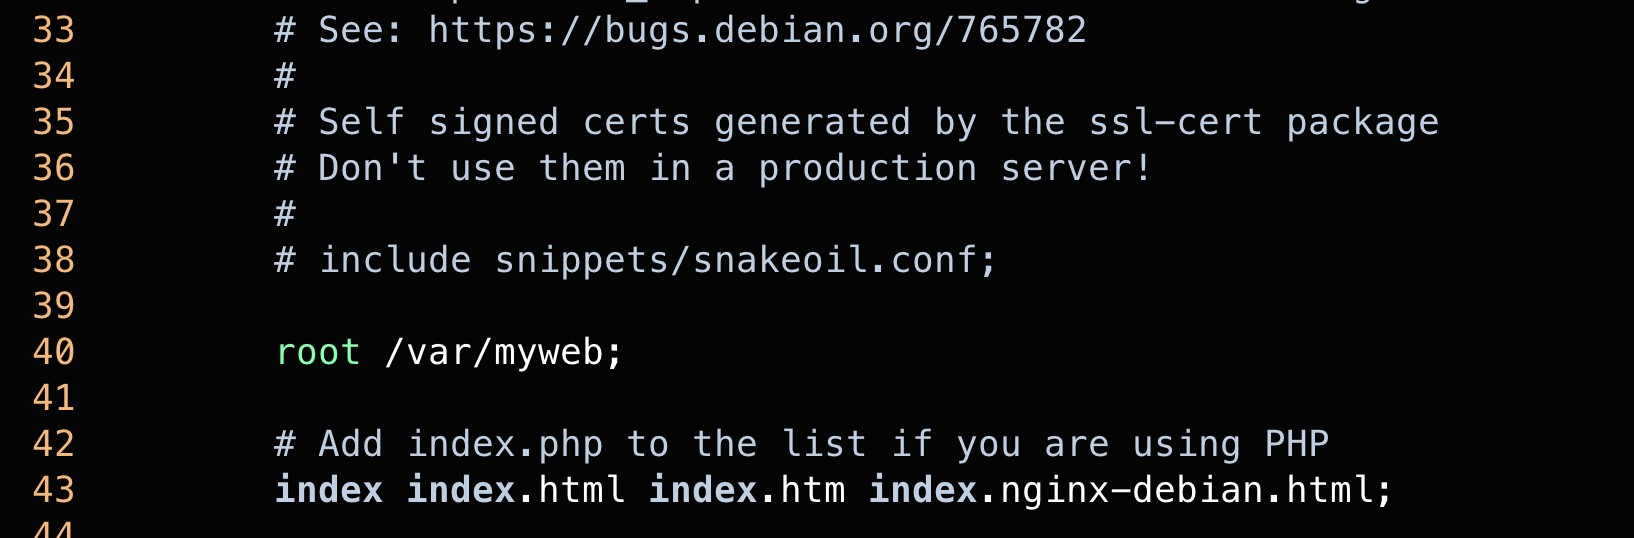 33 # See: https://bugs.debian.org/765782
34 #
35 # Self signed certs generated by the ssl-cert package
36 # Don't use them in a production server!
37 #
38 # include snippets/snakeoil.conf;
39
40 root /var/myweb;
41
42 # Add index.php to the list if you are using PHP
43 index index.html index.htm index.nginx-debian.html;
44